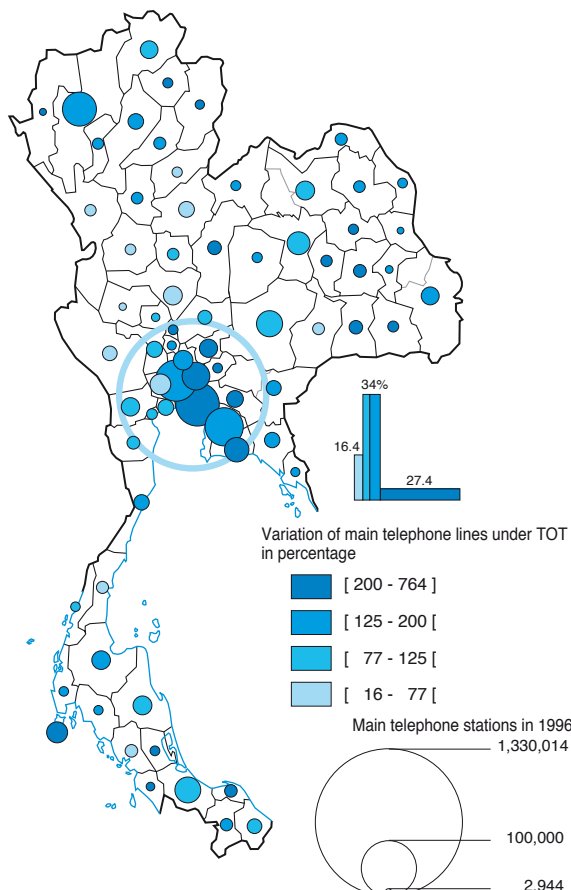 34%
16.4
27.4
Variation of main telephone lines under TOT
in percentage
[ 200 - 764 ]
[ 125 - 200 [
[ 77 - 125 [
[ 16 - 77 [
Main telephone stations in 1996
1,330,014
100,000
2,944